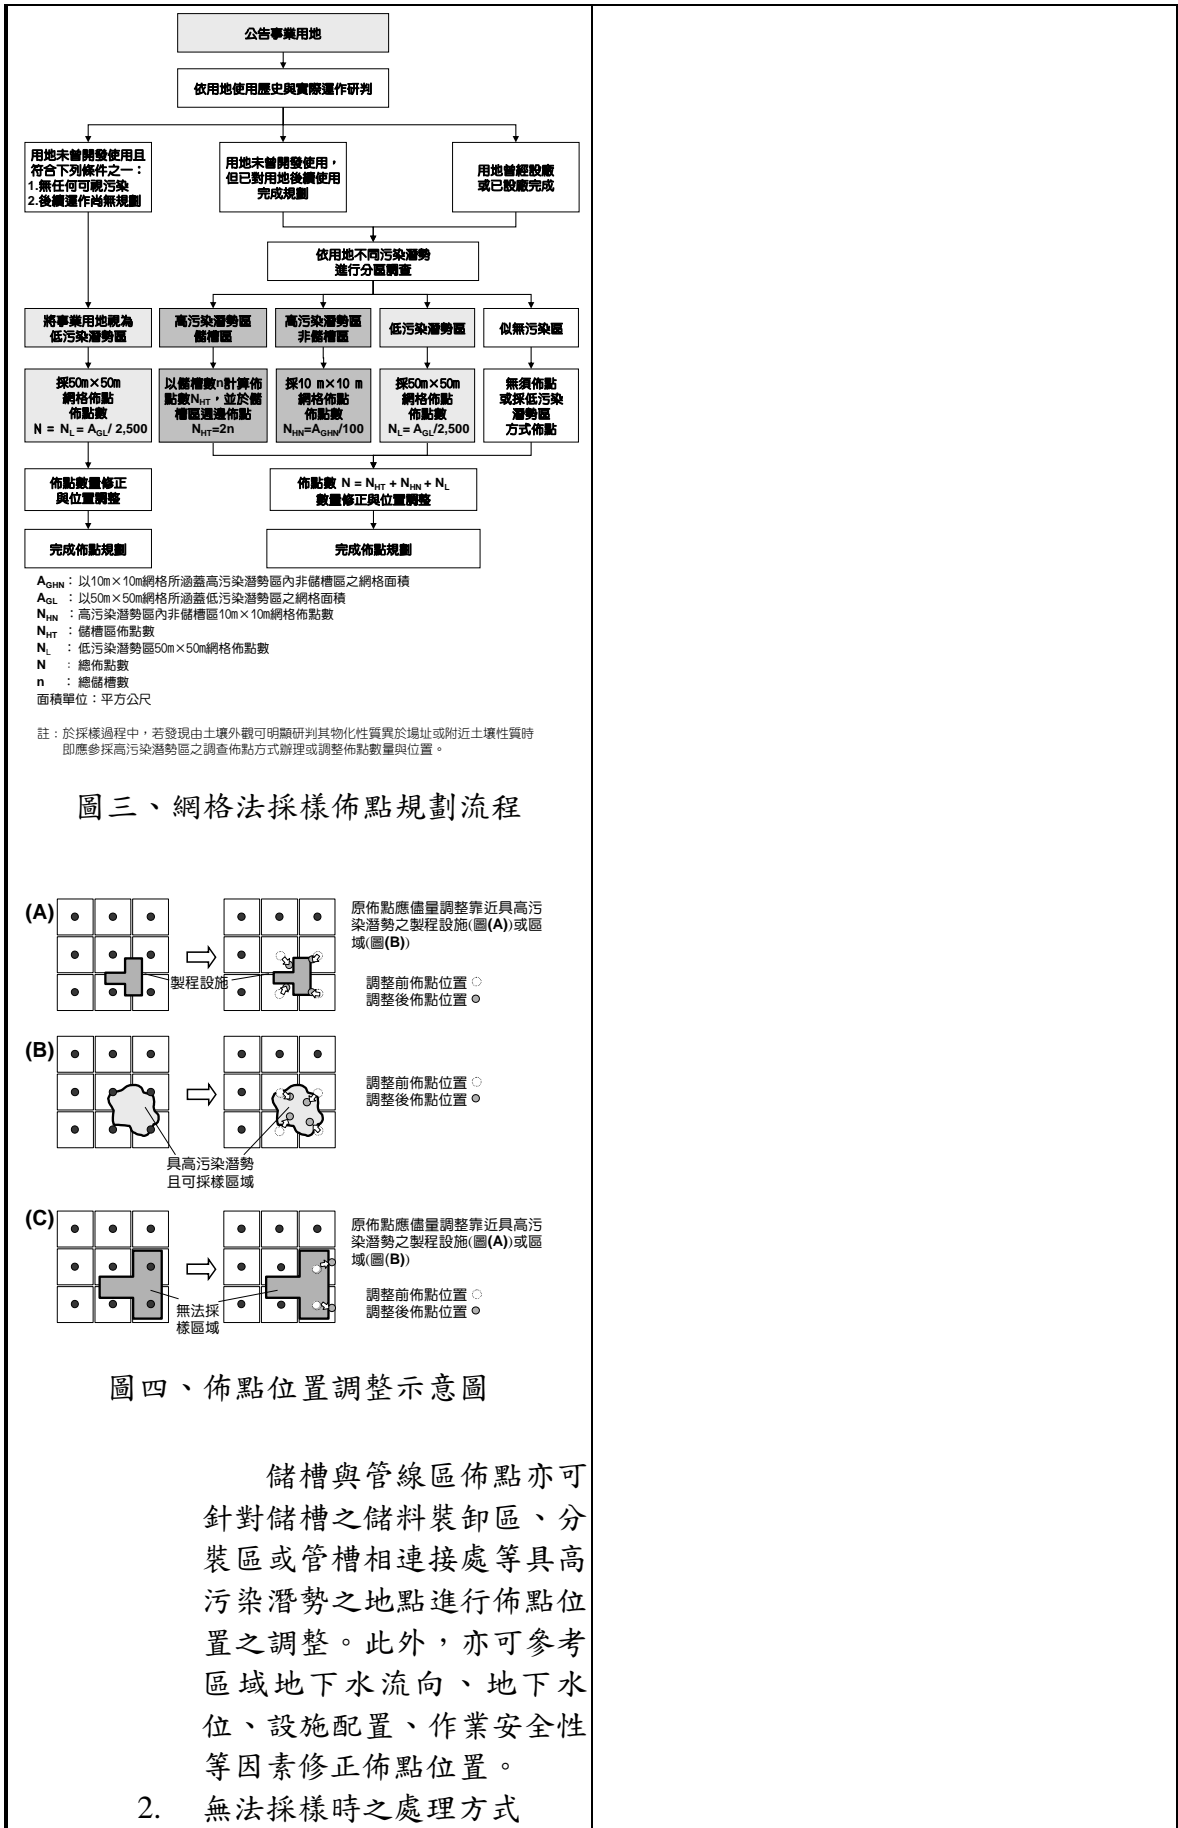 公告事業用地
依用地使用歷史與實際運作研判
用地未曾開發使用且
符合下列條件之一：
1.無任何可視污染
2.後續運作尚無規劃
用地未曾開發使用，
但已對用地後續使用
完成規劃
用地曾經設廠
或已設廠完成
依用地不同污染潛勢
進行分區調查
將事業用地視為
低污染潛勢區
高污染潛勢區
儲槽區
高污染潛勢區
非儲槽區
低污染潛勢區
似無污染區
採50m×50m
網格佈點
佈點數
N = NL= AGL/ 2,500
以儲槽數n計算佈
點數NHT，並於儲
槽區週邊佈點
NHT=2n
採10 m×10 m
網格佈點
佈點數
NHN=AGHN/100
採50m×50m
網格佈點
佈點數
NL= AGL/2,500
無須佈點
或採低污染
潛勢區
方式佈點
佈點數量修正
與位置調整
佈點數 N = NHT + NHN + NL
數量修正與位置調整
完成佈點規劃
完成佈點規劃
AGHN：以10m×10m網格所涵蓋高污染潛勢區內非儲槽區之網格面積
AGL ：以50m×50m網格所涵蓋低污染潛勢區之網格面積
NHN ：高污染潛勢區內非儲槽區10m×10m網格佈點數
NHT ：儲槽區佈點數
NL ：低污染潛勢區50m×50m網格佈點數
N ：總佈點數
n ：總儲槽數
面積單位：平方公尺
註：於採樣過程中，若發現由土壤外觀可明顯研判其物化性質異於場址或附近土壤性質時
即應參採高污染潛勢區之調查佈點方式辦理或調整佈點數量與位置。
圖三、網格法採樣佈點規劃流程
(A)
製程設施
原佈點應儘量調整靠近具高污
染潛勢之製程設施(圖(A))或區
域(圖(B))
調整前佈點位置
調整後佈點位置
(B)
調整前佈點位置
調整後佈點位置
具高污染潛勢
且可採樣區域
(C)
原佈點應儘量調整靠近具高污
染潛勢之製程設施(圖(A))或區
域(圖(B))
調整前佈點位置
調整後佈點位置
無法採
樣區域
圖四、佈點位置調整示意圖
儲槽與管線區佈點亦可
針對儲槽之儲料裝卸區、分
裝區或管槽相連接處等具高
污染潛勢之地點進行佈點位
置之調整。此外，亦可參考
區域地下水流向、地下水
位、設施配置、作業安全性
等因素修正佈點位置。
2. 無法採樣時之處理方式